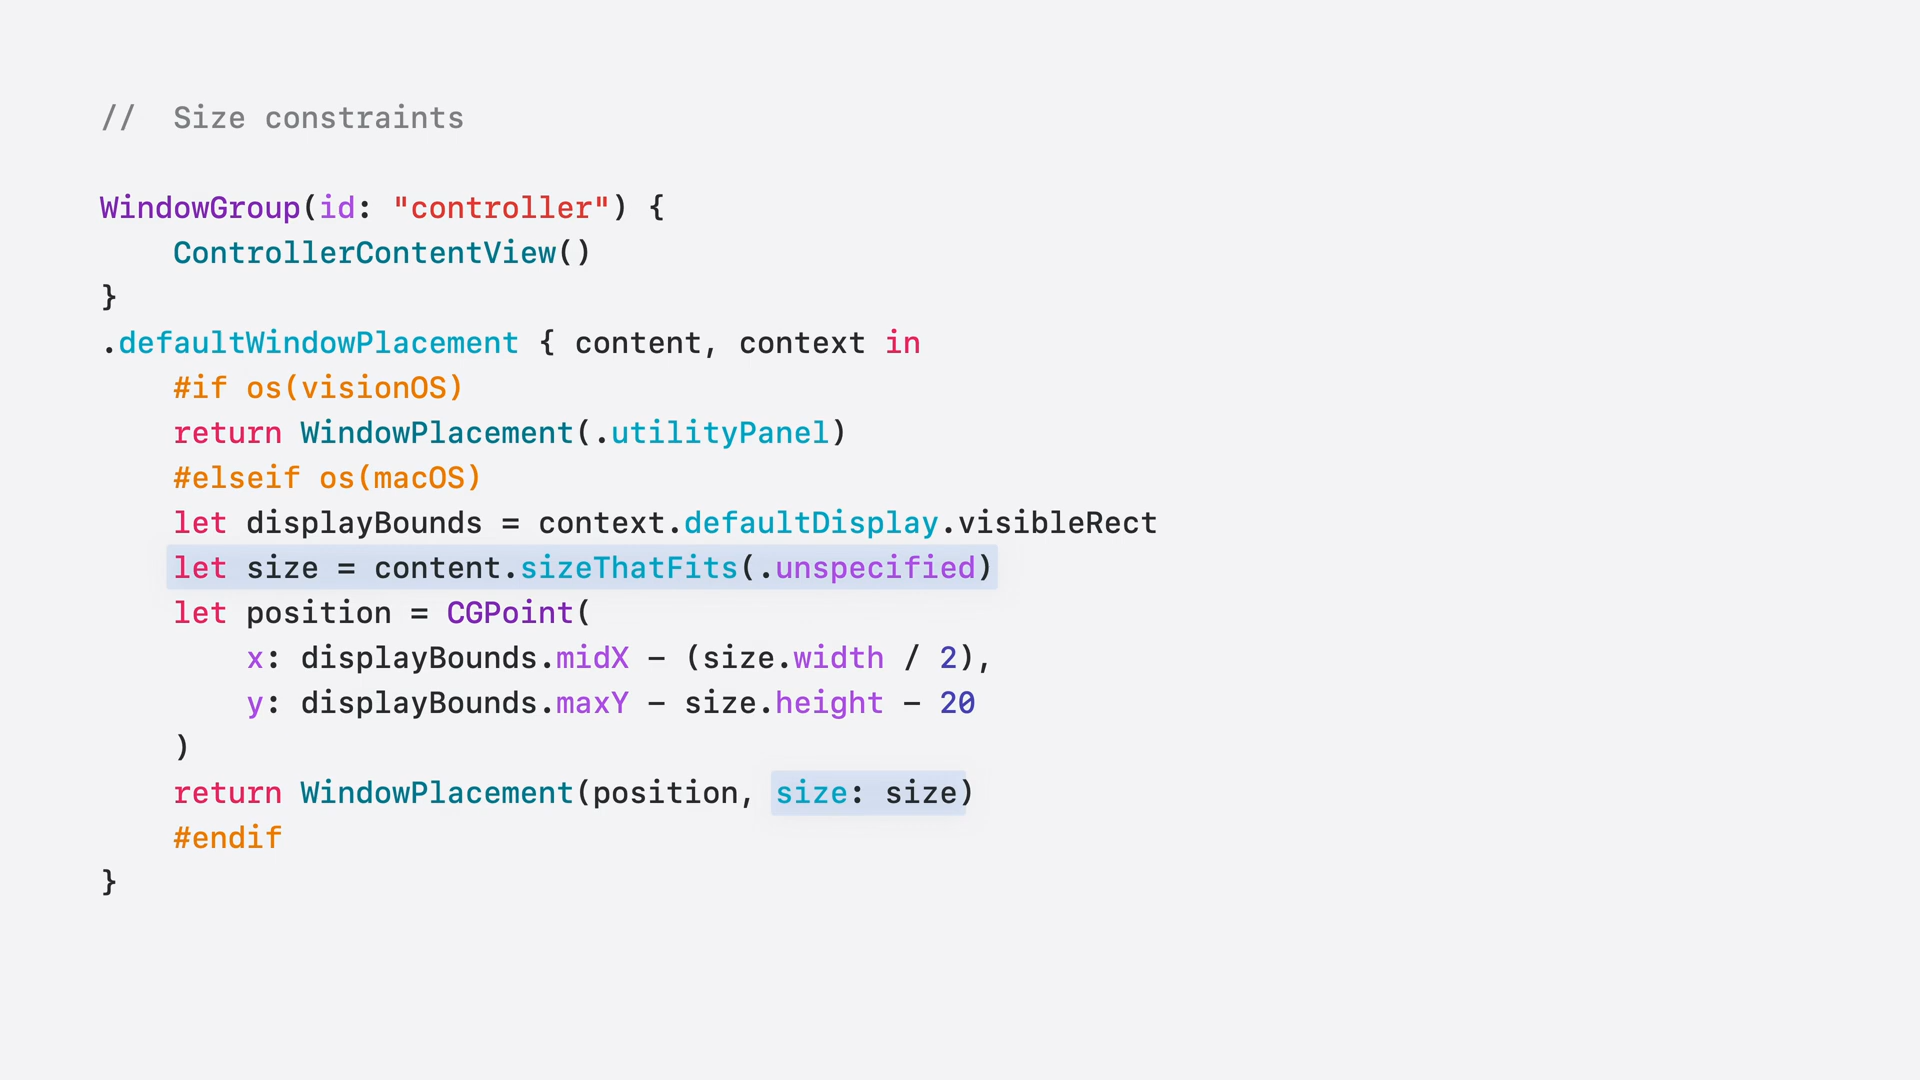 //  Size constraints

WindowGroup(id: "controller") {
    ControllerContentView()
}
.defaultWindowPlacement { content, context in
    #if os(visionOS)
    return WindowPlacement(.utilityPanel)
    #elseif os(macOS)
    let displayBounds = context.defaultDisplay.visibleRect
    let size = content.sizeThatFits(.unspecified)
    let position = CGPoint(
        x: displayBounds.midX – (size.width / 2),
        y: displayBounds.maxY – size.height – 20
    )
    return WindowPlacement(position, size: size)
    #endif
}